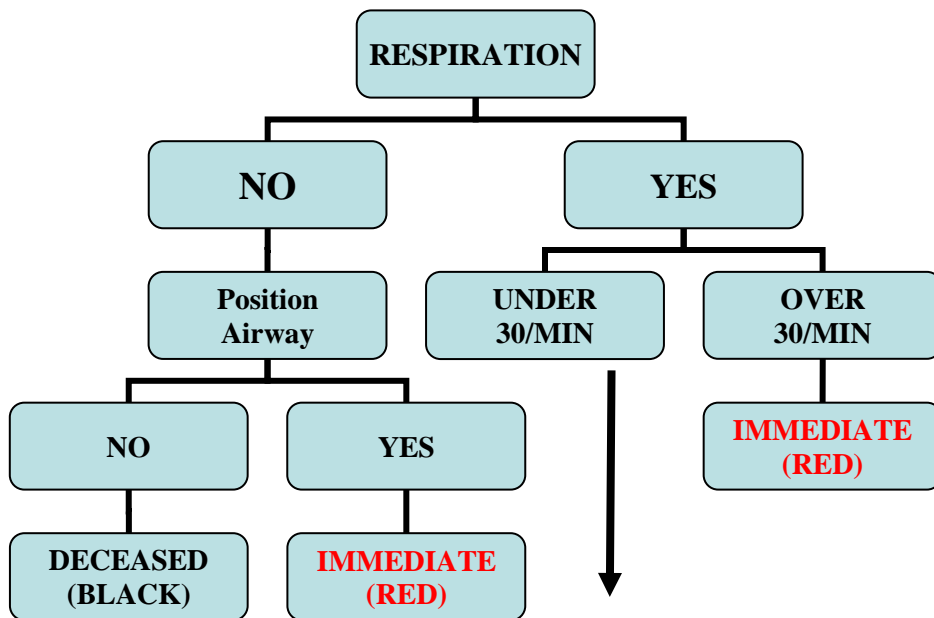 RESPIRATION
NO
YES
Position
Airway
UNDER
30/MIN
OVER
30/MIN
NO
YES
IMMEDIATE
(RED)
DECEASED
(BLACK)
IMMEDIATE
(RED)